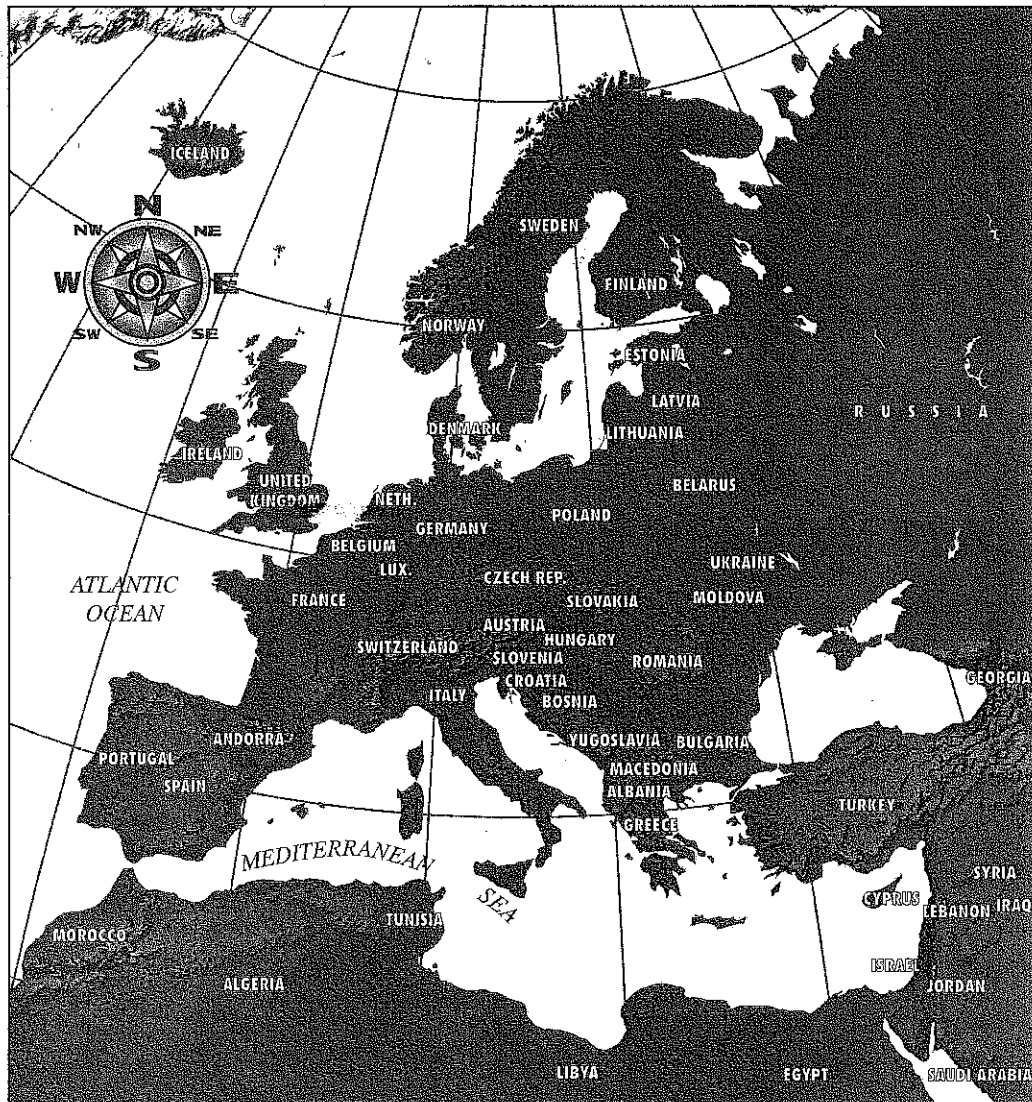 ICELAND
N
NW
NE
W
E
SW
SE
S
SWEDEN
FINLAND
NORWAY
ESTONIA
LATVIA
RUSSIA
DENMARK
LITHUANIA
IRELAND
UNITED
KINGDOM
NETH.
BELARUS
GERMANY
POLAND
BELGIUM
LUX.
UKRAINE
CZECH REP.
ATLANTIC
OCEAN
FRANCE
SLOVAKIA
MOLDOVA
AUSTRIA
HUNGARY
SWITZERLAND
SLOVENIA
ROMANIA
CROATIA
GEORGIA
ITALY
BOSNIA
ANDORRA
YUGOSLAVIA
BULGARIA
PORTUGAL
MACEDONIA
SPAIN
ALBANIA
TURKEY
GREECE
MEDITERRANEAN
SEA
SYRIA
CYPRUS
LEBANON
IRAQ
TUNISIA
MOROCCO
ISRAEL
ALGERIA
JORDAN
LIBYA
EGYPT
SAUDI ARABIA